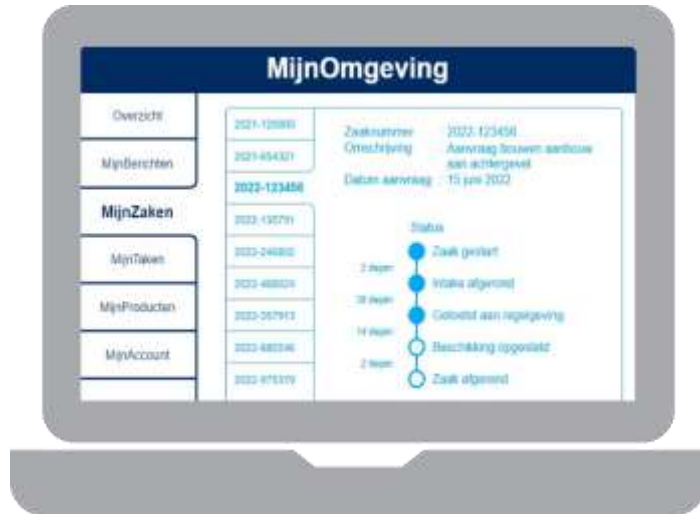 MijnOmgeving
Overzicht
MijnBerichten
MijnZaken
MijnTaken
MijnProducten
MijnAccount
2021-654321
2022-123456
Zaaknummer 2022-123456
Omschrijving Aanvraag bouwen aanbouw
aan achtergevel
Datum aanvraag : 15 juni 2022
Status
Zaak gestart
Intake afgerond
Getoetst aan regelgeving
14 dagen
Beschikking opgesteld
2 dagen
Zaak afgerond